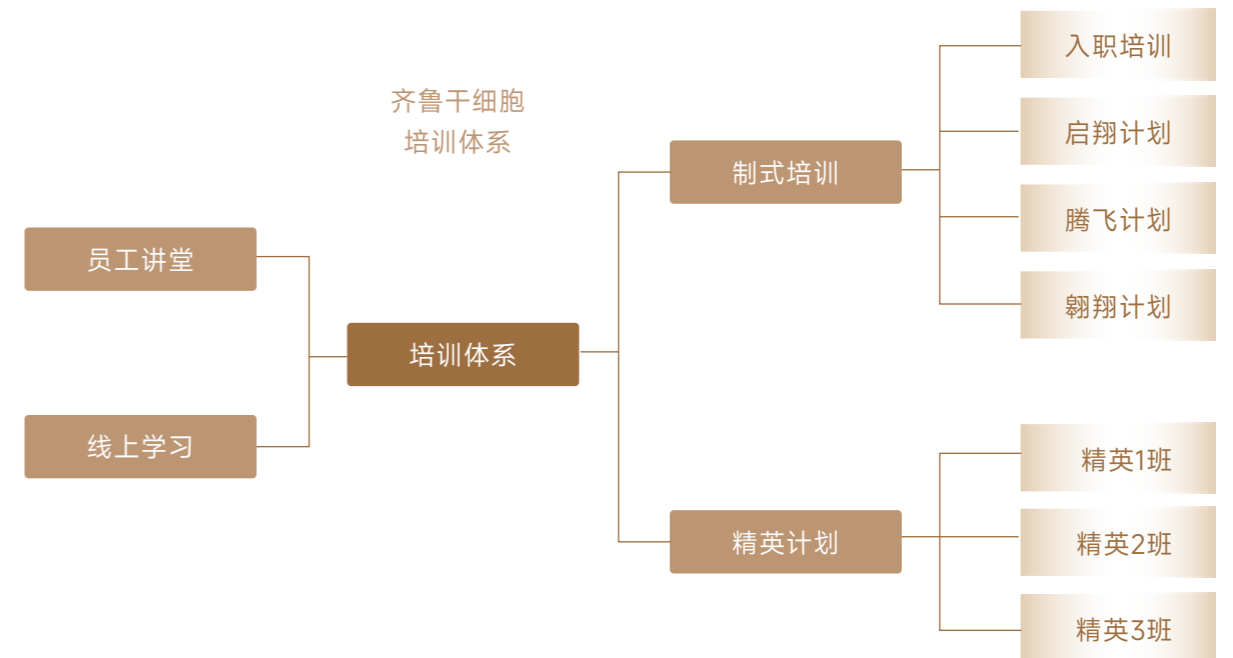 齐鲁干细胞
培训体系
员工讲堂
线上学习
培训体系
制式培训
入职培训
启翔计划
腾飞计划
翱翔计划
精英计划
精英1班
精英2班
精英3班